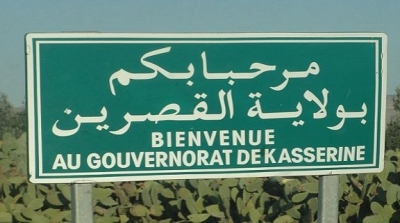 مرحبا بكم
بولاية القصرين
BIENVENUE
AU GOUVERNORAT DE KASSERINE